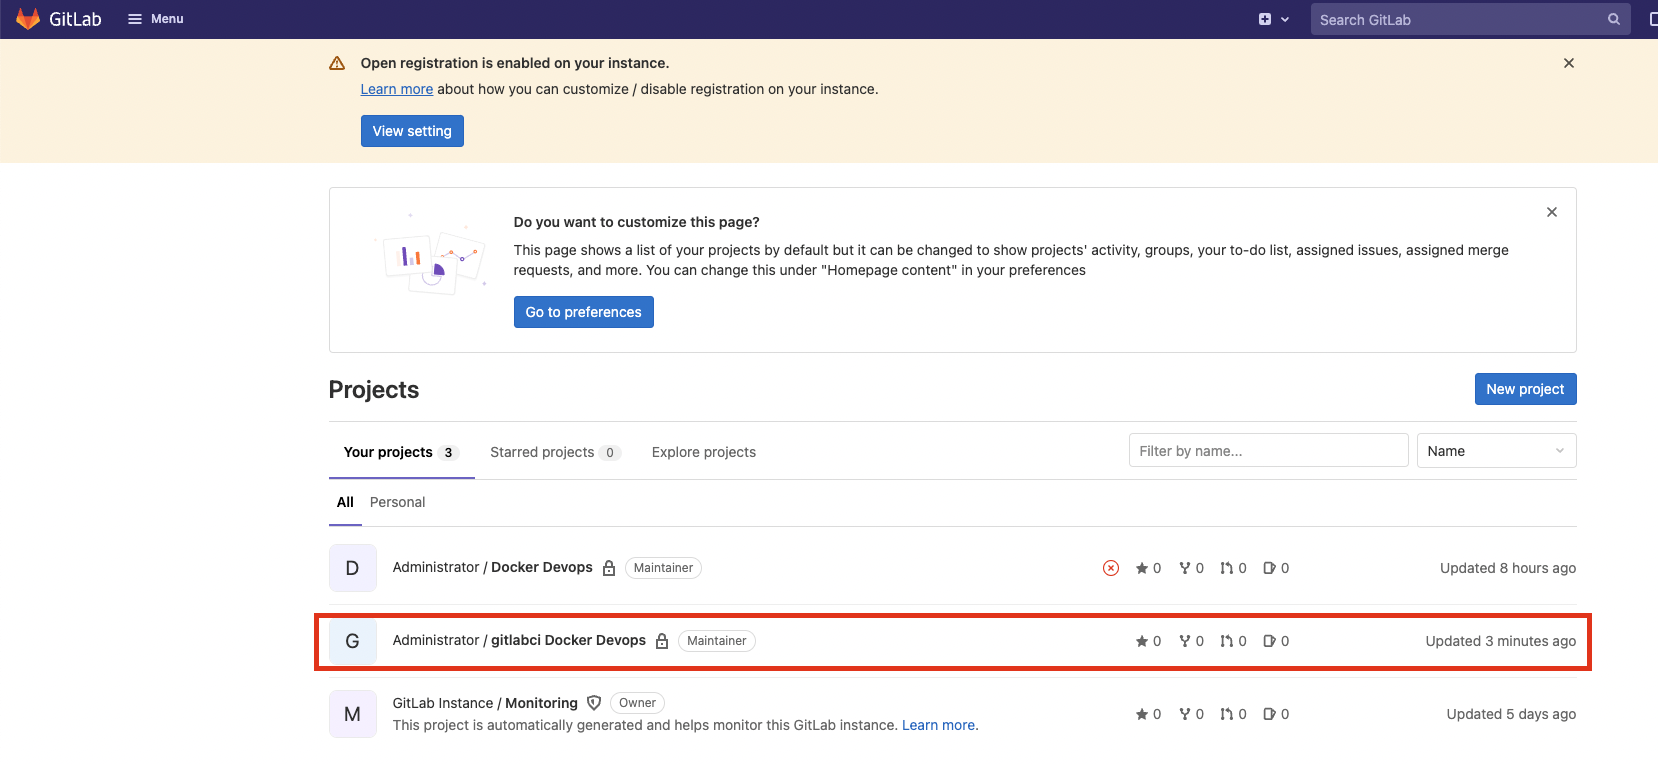 GitLab Menu Search GitLab
Open registration is enabled on your instance.
Learn more about how you can customize / disable registration on your instance.
View setting
Do you want to customize this page?
This page shows a list of your projects by default but it can be changed to show projects' activity, groups, your to-do list, assigned issues, assigned merge
requests, and more. You can change this under "Homepage content" in your preferences
Go to preferences
Projects New project
Your projects 3 Starred projects 0 Explore projects Filter by name... Name
All Personal
D Administrator / Docker Devops Maintainer 0 0 0 0 Updated 8 hours ago
G Administrator / gitlabci Docker Devops Maintainer 0 0 0 0 Updated 3 minutes ago
M GitLab Instance / Monitoring Owner 0 0 0 0 Updated 5 days ago
This project is automatically generated and helps monitor this GitLab instance. Learn more.